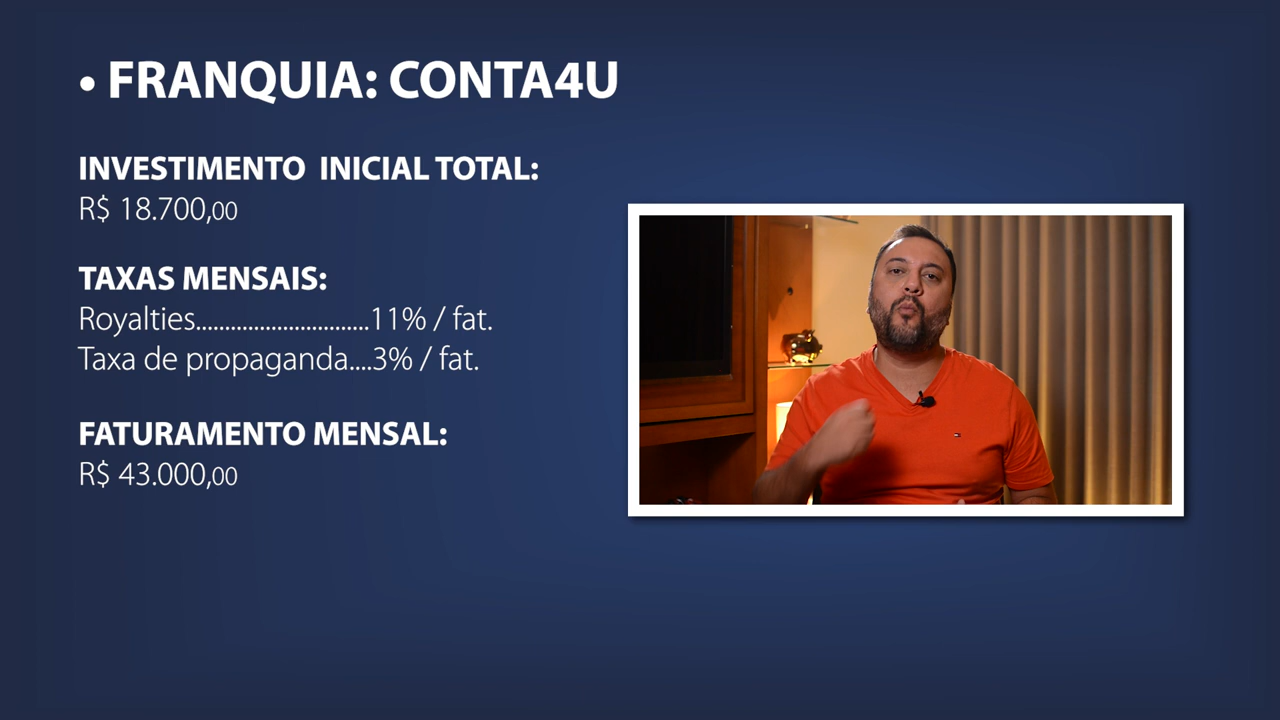 • FRANQUIA: CONTA4U
INVESTIMENTO INICIAL TOTAL:
R$ 18.700,00
TAXAS MENSAIS:
Royalties..............................11% / fat.
Taxa de propaganda....3% / fat.
FATURAMENTO MENSAL:
R$ 43.000,00